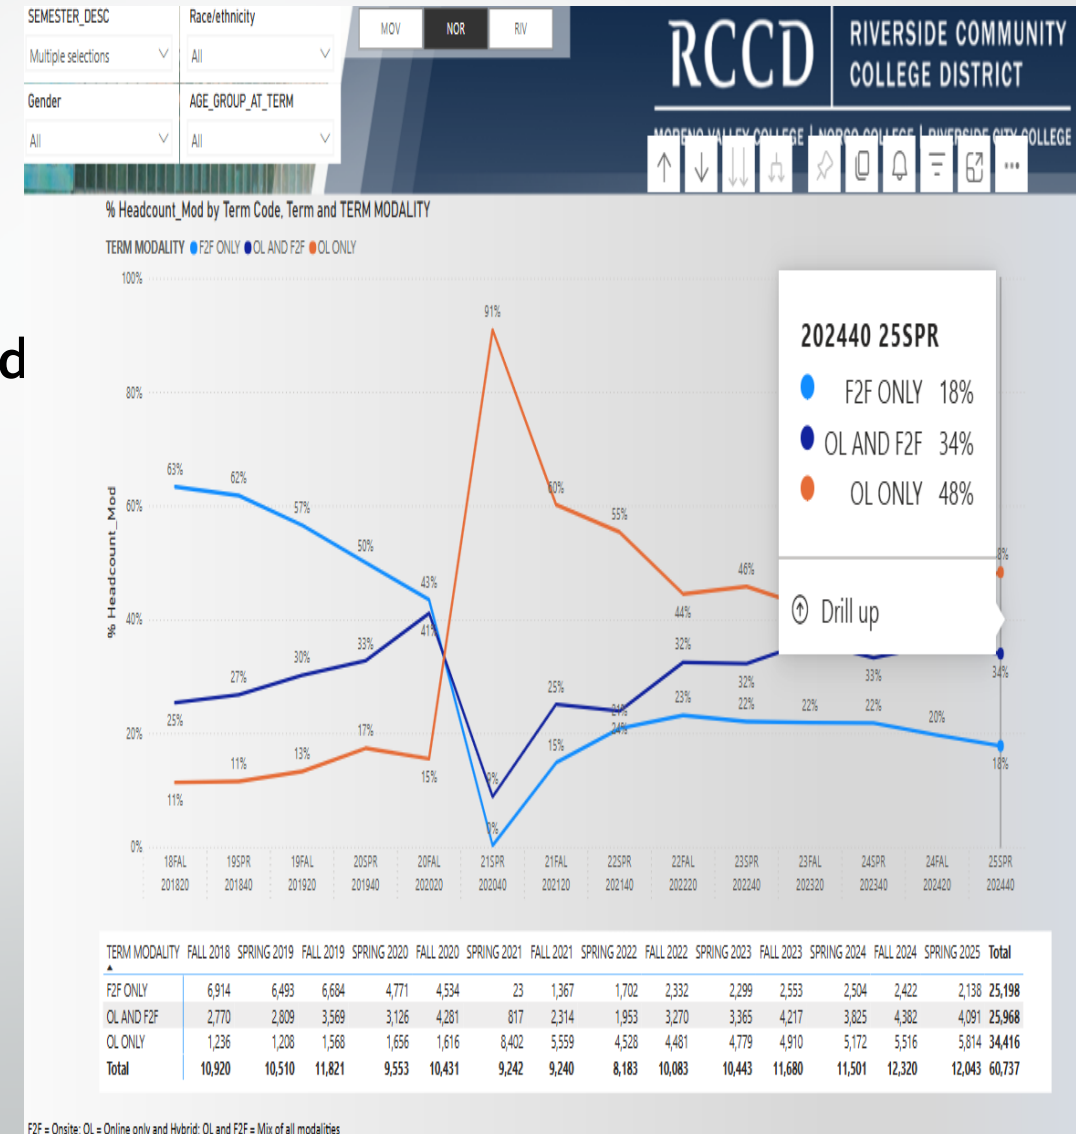 SEMESTER_DESC
Multiple selections
Race/ethnicity
All
Gender
All
AGE_GROUP_AT_TERM
All
MOV NOR RIV
RCCD
RIVERSIDE COMMUNITY
COLLEGE DISTRICT
MORENO VALLEY COLLEGE | NORCO COLLEGE | RIVERSIDE CITY COLLEGE
d
% Headcount_Mod by Term Code, Term and TERM MODALITY
TERM MODALITY F2F ONLY OL AND F2F OL ONLY
% Headcount_Mod
100%
80%
60%
40%
20%
0%
63% 62% 57% 50% 43% 0% 15% 21% 23% 22% 22% 22% 20% 18%
25% 27% 30% 33% 41% 9% 25% 24% 32% 32% 33% 34%
11% 11% 13% 17% 15% 91% 60% 55% 44% 46% 8%
202440 25SPR
F2F ONLY 18%
OL AND F2F 34%
OL ONLY 48%
Drill up
18FAL 19SPR 19FAL 20SPR 20FAL 21SPR 21FAL 22SPR 22FAL 23SPR 23FAL 24SPR 24FAL 25SPR
201820 201840 201920 201940 202020 202040 202120 202140 202220 202240 202320 202340 202420 202440
TERM MODALITY FALL 2018 SPRING 2019 FALL 2019 SPRING 2020 FALL 2020 SPRING 2021 FALL 2021 SPRING 2022 FALL 2022 SPRING 2023 FALL 2023 SPRING 2024 FALL 2024 SPRING 2025 Total
F2F ONLY 6,914 6,493 6,684 4,771 4,534 23 1,367 1,702 2,332 2,299 2,553 2,504 2,422 2,138 25,198
OL AND F2F 2,770 2,809 3,569 3,126 4,281 817 2,314 1,953 3,270 3,365 4,217 3,825 4,382 4,091 25,968
OL ONLY 1,236 1,208 1,568 1,656 1,616 8,402 5,559 4,528 4,481 4,779 4,910 5,172 5,516 5,814 34,416
Total 10,920 10,510 11,821 9,553 10,431 9,242 9,240 8,183 10,083 10,443 11,680 11,501 12,320 12,043 60,737
F2F = Onsite; OL = Online only and Hybrid; OL and F2F = Mix of all modalities